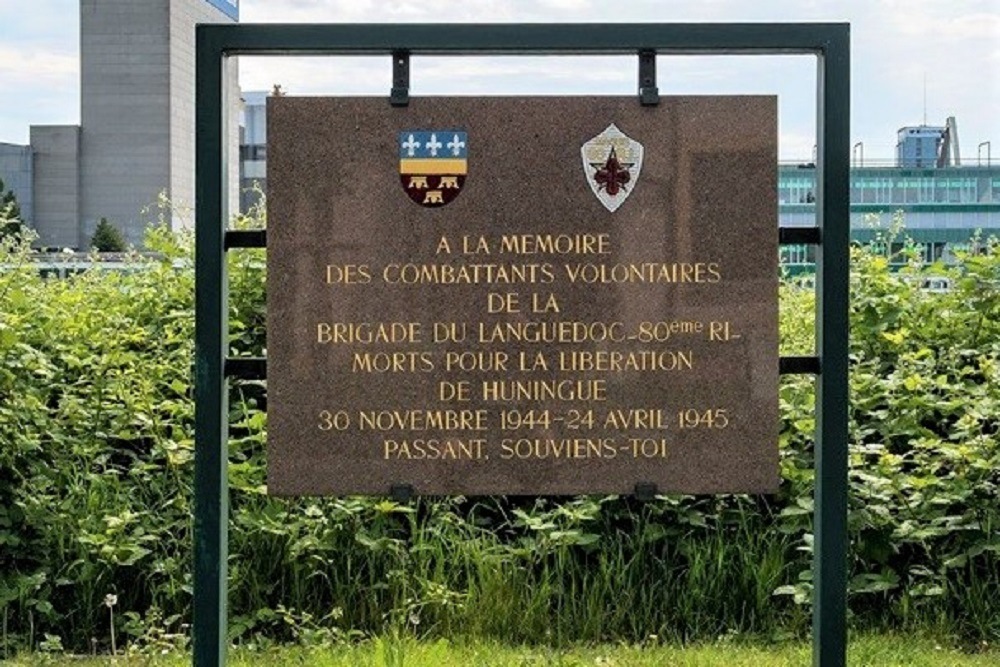 A LA MEMOIRE
DES COMBATTANTS VOLONTAIRES
DE LA
BRIGADE DU LANGUEDOC-80ème RI-
MORTS POUR LA LIBERATION
DE HUNINGUE
30 NOVEMBRE 1944-24 AVRIL 1945
PASSANT, SOUVIENS-TOI